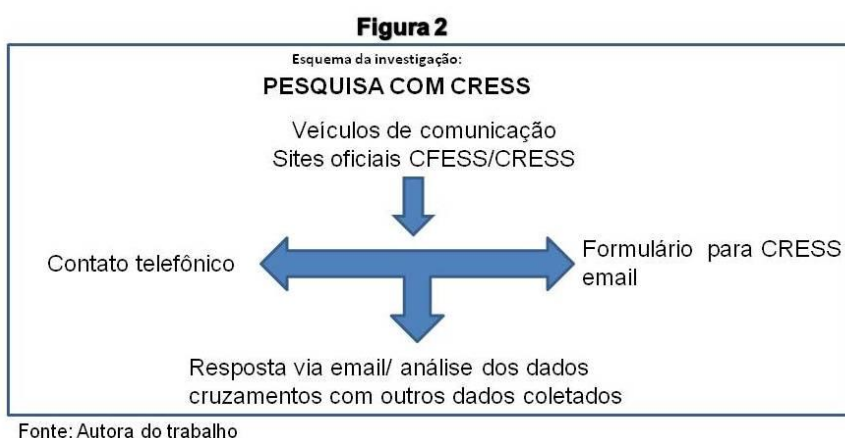 Figura 2
Esquema da investigação:
PESQUISA COM CRESS
Veículos de comunicação
Sites oficiais CFESS/CRESS
Contato telefônico
Formulário para CRESS
email
Resposta via email/ análise dos dados
cruzamentos com outros dados coletados
Fonte: Autora do trabalho